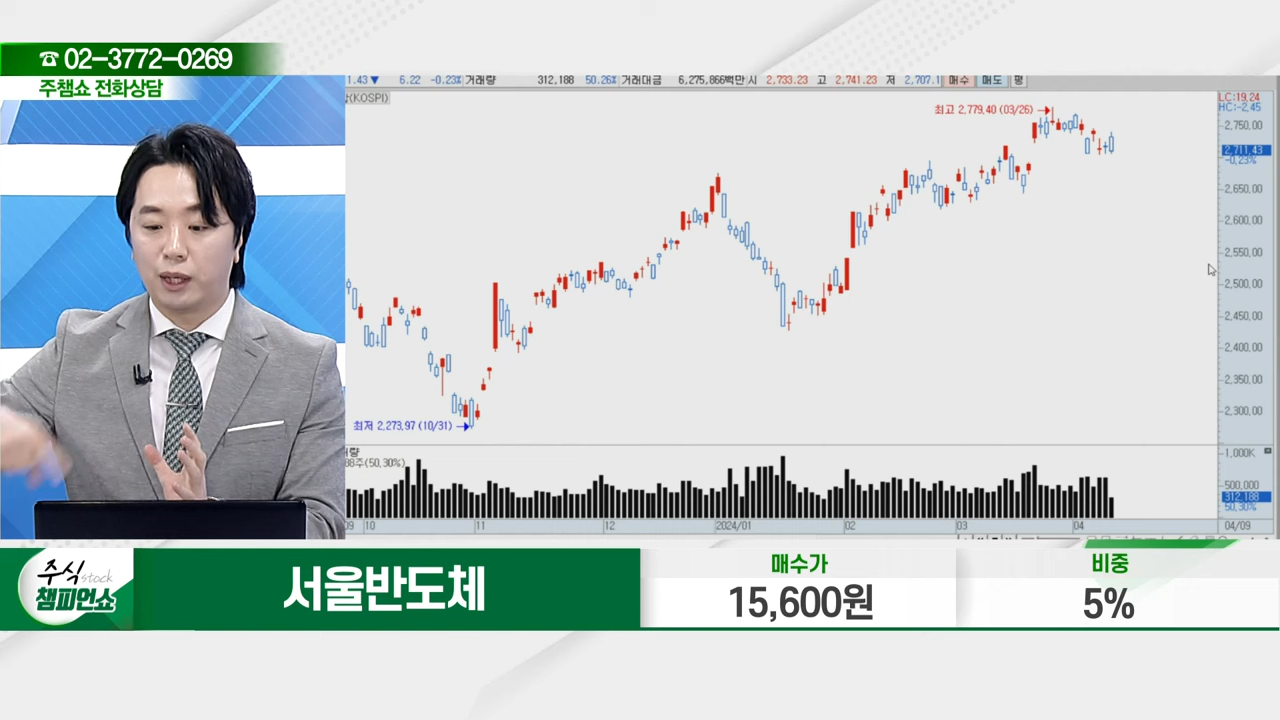 ☎ 02-3772-0269
주챔쇼 전화상담
1.43 ▼ 6.22 -0.23% 거래량 312,188 50.26% 거래대금 6,275,866백만 시 2,733.23 고 2,741.23 저 2,707.1 매수 매도 평
(KOSPI)
LC:19.24
HC:-2.45
최고 2,779.40 (03/26)
2,750.00
2,711.43
-0.23%
2,650.00
2,600.00
2,550.00
2,500.00
2,450.00
2,400.00
2,350.00
2,300.00
최저 2,273.97 (10/31)
88주(50.30%)
1,000K
500,000
312,188
50.30%
09 10 11 12 2024/01 02 03 04 04/09
주식 stock
챔피언쇼
서울반도체
매수가
15,600원
비중
5%